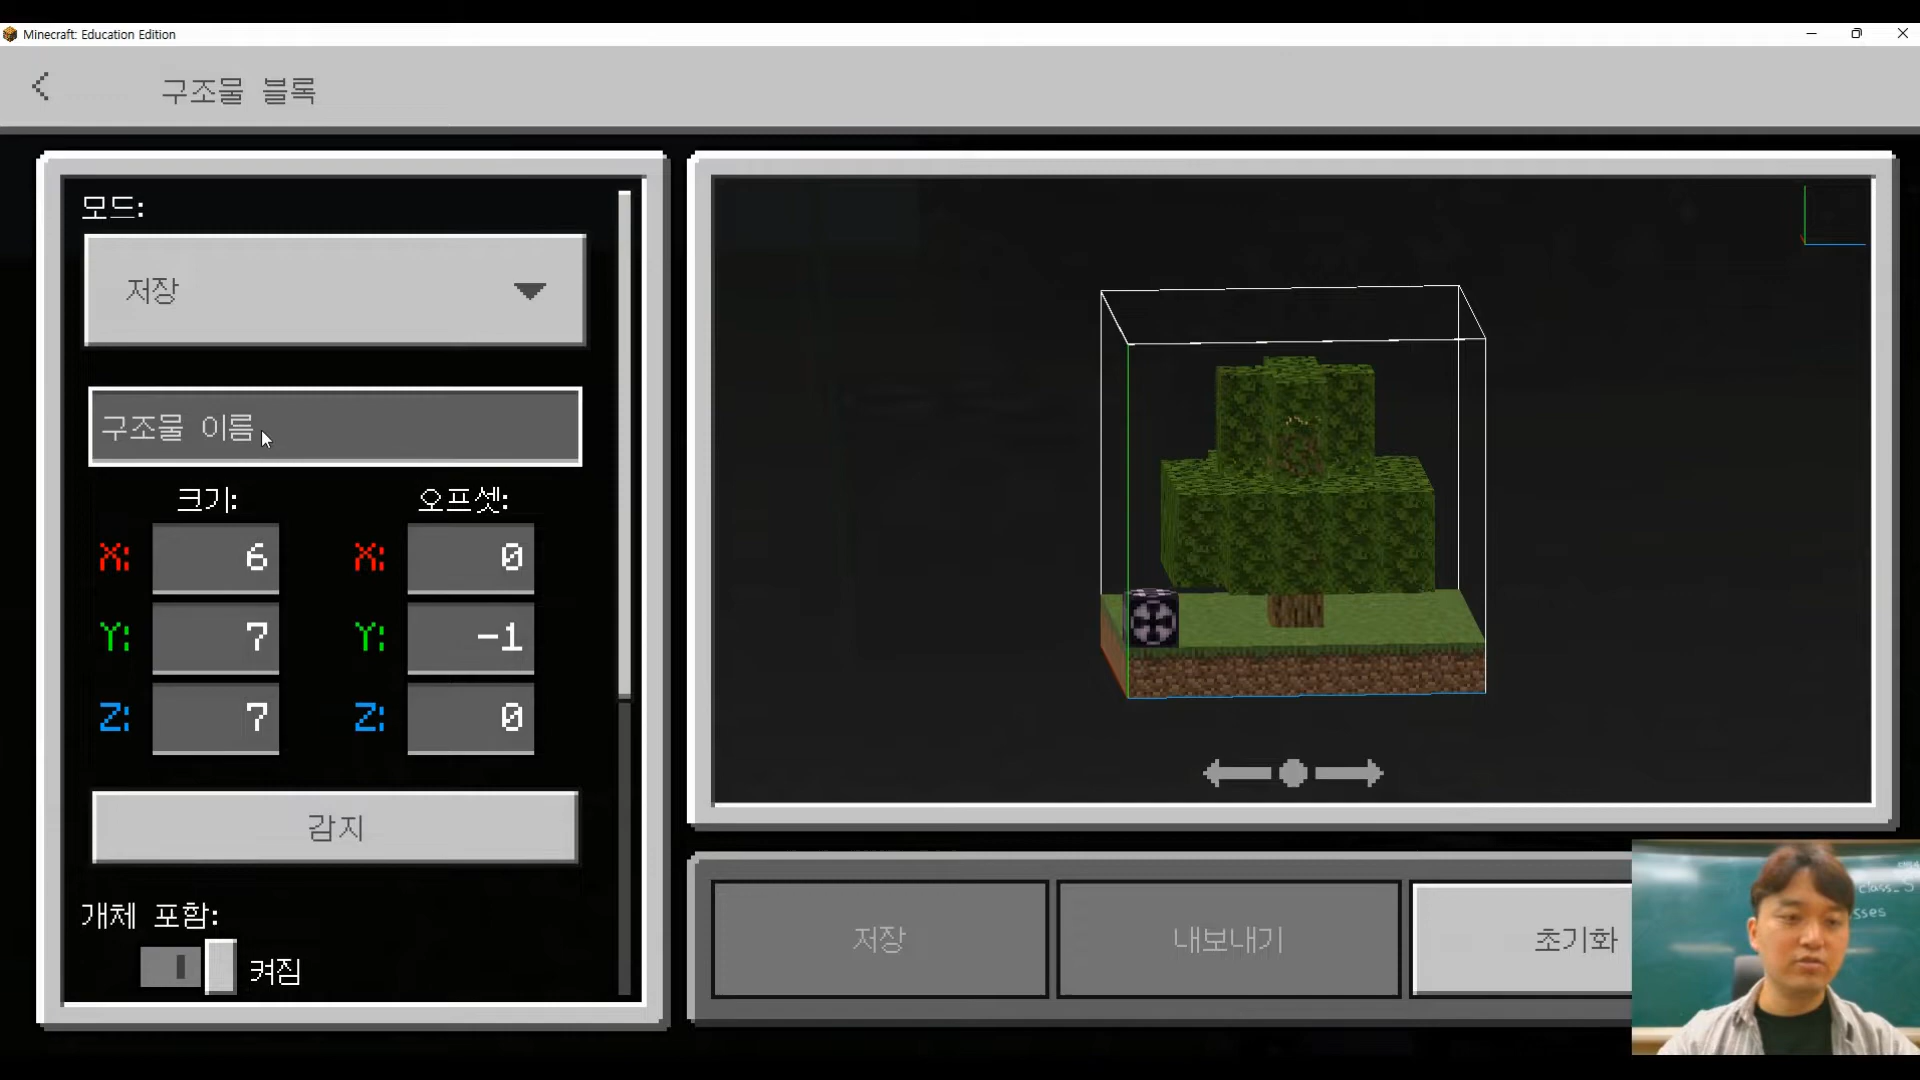 Minecraft: Education Edition
구조물 블록
모드:
저장
구조물 이름
크기: 오프셋:
X: 6 X: 0
Y: 7 Y: -1
Z: 7 Z: 0
감지
개체 포함:
켜짐
저장 내보내기 초기화